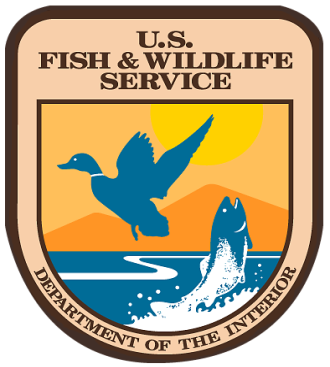 U.S.
FISH & WILDLIFE
SERVICE
DEPARTMENT OF THE INTERIOR